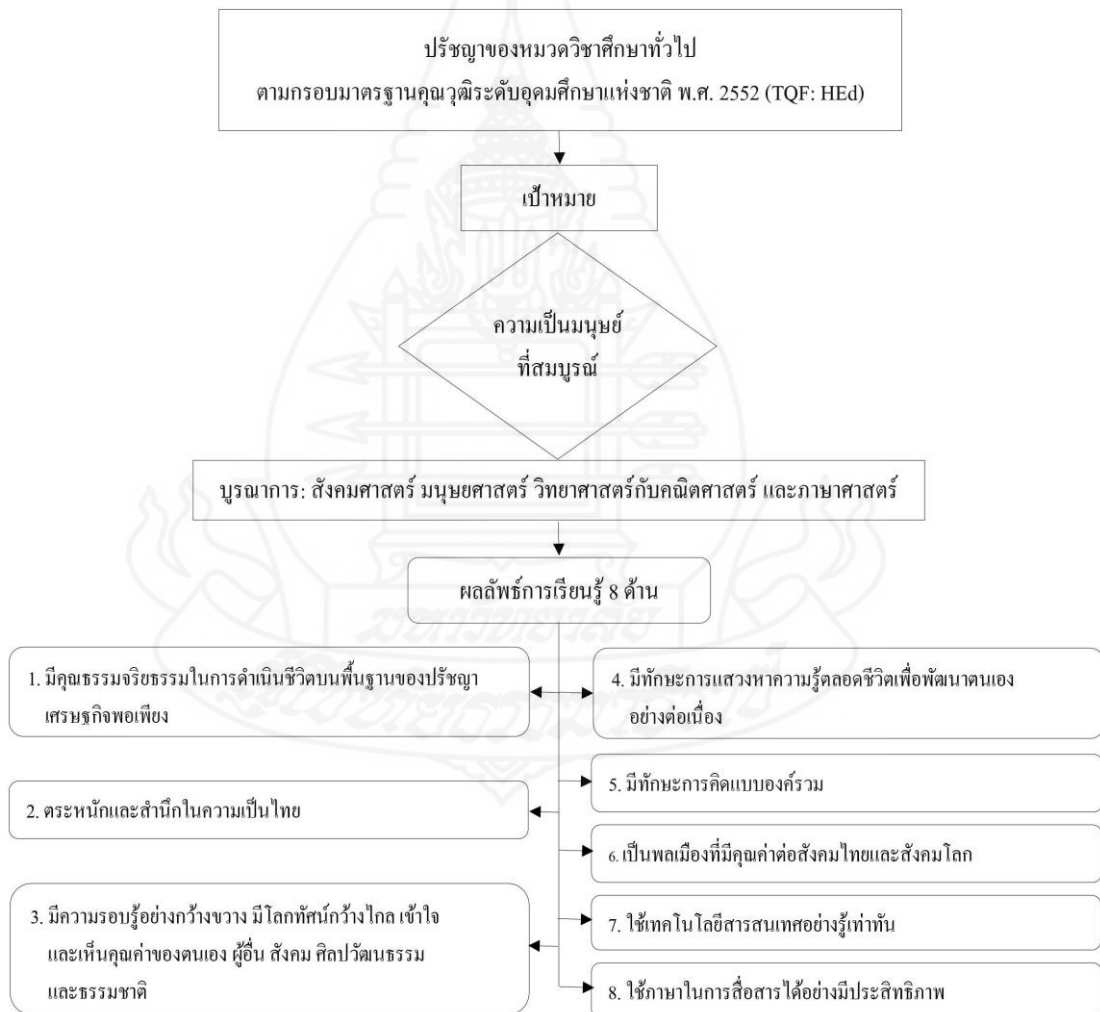 ปรัชญาของหมวดวิชาศึกษาทั่วไป
ตามกรอบมาตรฐานคุณวุฒิระดับอุดมศึกษาแห่งชาติ พ.ศ. 2552 (TQF: HEd)
เป้าหมาย
ความเป็นมนุษย์
ที่สมบูรณ์
บูรณาการ: สังคมศาสตร์ มนุษยศาสตร์ วิทยาศาสตร์กับคณิตศาสตร์ และภาษาศาสตร์
ผลลัพธ์การเรียนรู้ 8 ด้าน
1. มีคุณธรรมจริยธรรมในการดำเนินชีวิตบนพื้นฐานของปรัชญา
เศรษฐกิจพอเพียง
2. ตระหนักและสำนึกในความเป็นไทย
3. มีความรอบรู้อย่างกว้างขวาง มีโลกทัศน์กว้างไกล เข้าใจ
และเห็นคุณค่าของตนเอง ผู้อื่น สังคม ศิลปวัฒนธรรม
และธรรมชาติ
4. มีทักษะการแสวงหาความรู้ตลอดชีวิตเพื่อพัฒนาตนเอง
อย่างต่อเนื่อง
5. มีทักษะการคิดแบบองค์รวม
6. เป็นพลเมืองที่มีคุณค่าต่อสังคมไทยและสังคมโลก
7. ใช้เทคโนโลยีสารสนเทศอย่างรู้เท่าทัน
8. ใช้ภาษาในการสื่อสารได้อย่างมีประสิทธิภาพ
มหาวิทยาลัย
สุโขทัยธรรมาธิราช